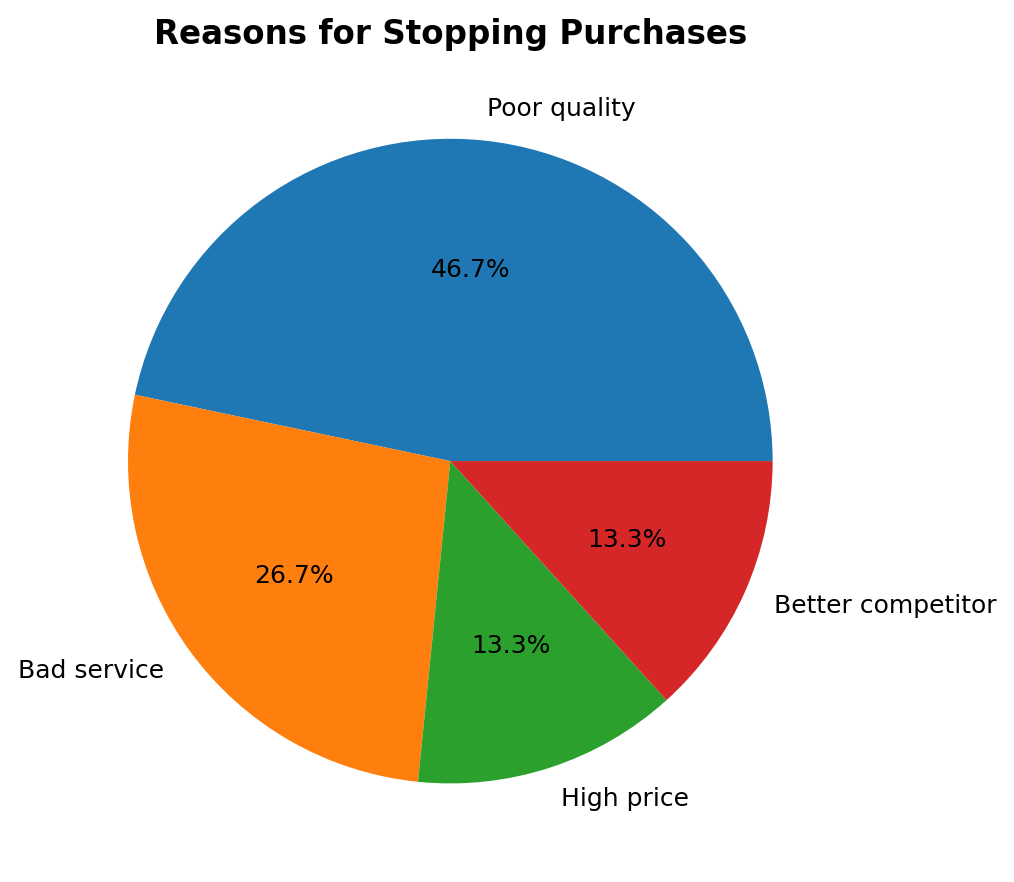 Reasons for Stopping Purchases
Poor quality
46.7%
26.7%
13.3%
13.3%
Better competitor
Bad service
High price